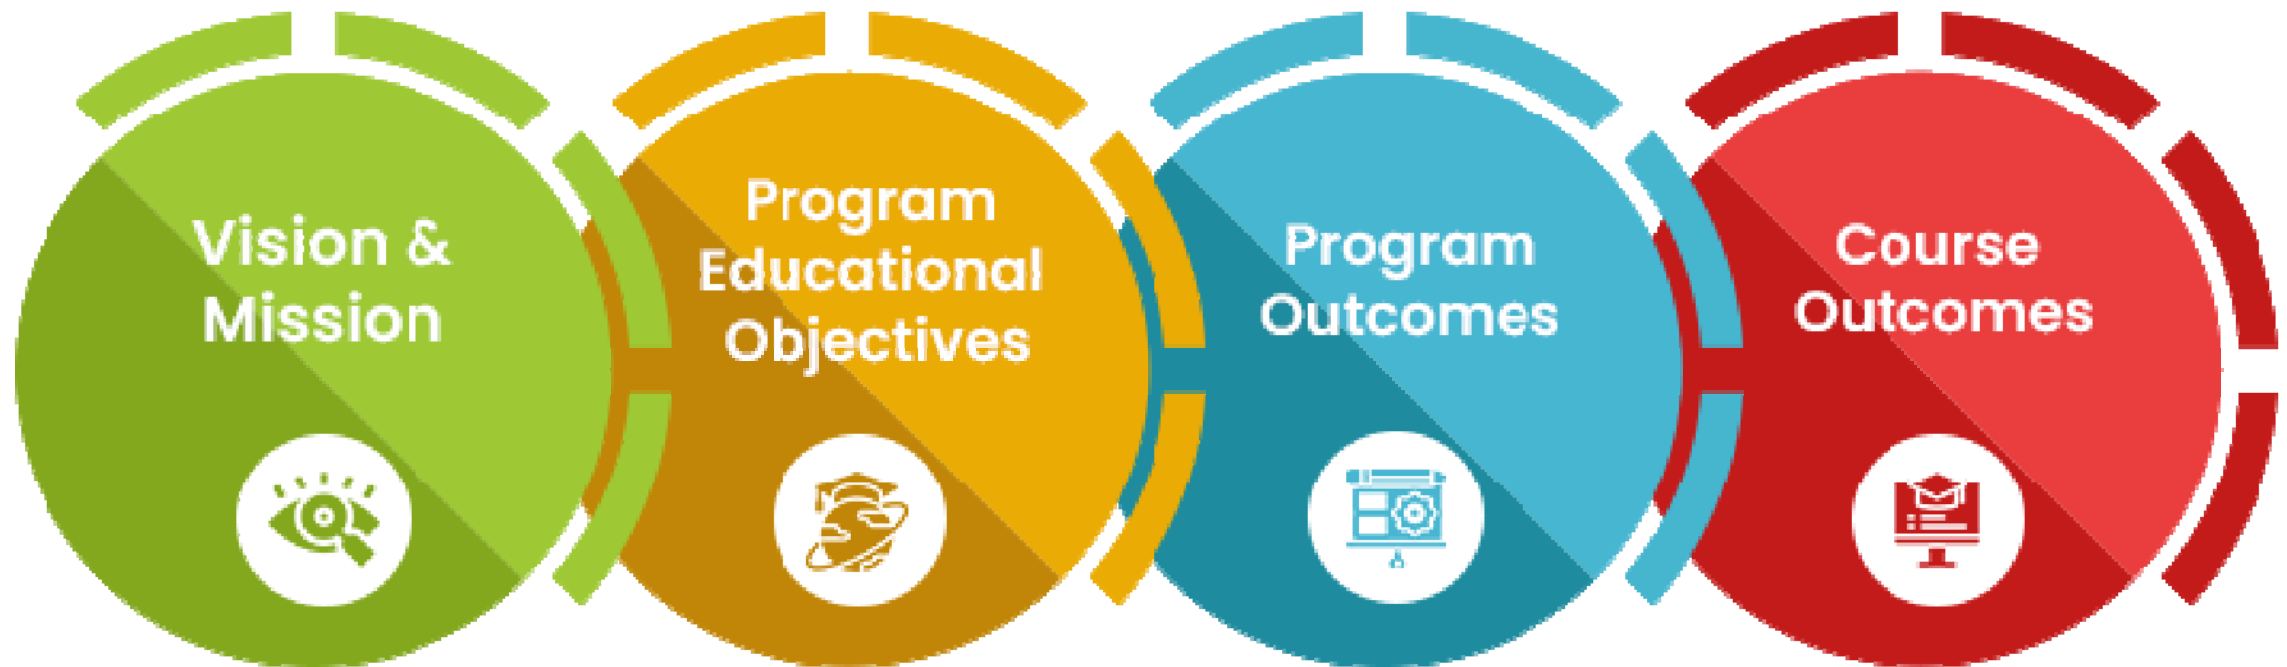 Vision &
Mission
Program
Educational
Objectives
Program
Outcomes
Course
Outcomes